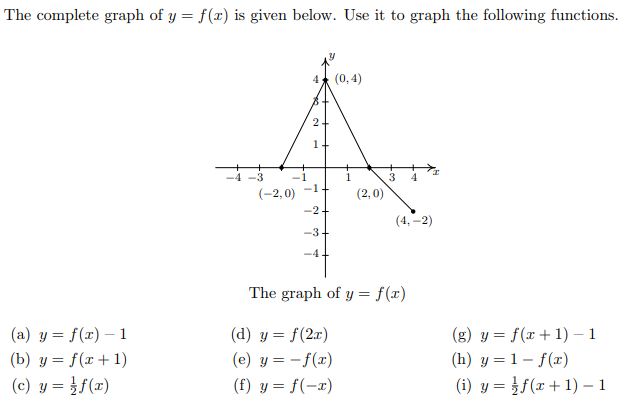 The complete graph of y = f(x) is given below. Use it to graph the following functions.
y
4 (0, 4)
3
2
1
−4 −3 −1 1 3 4 x
(−2, 0) −1 (2, 0)
−2
(4, −2)
−3
−4
The graph of y = f(x)
(a) y = f(x) − 1 (d) y = f(2x) (g) y = f(x + 1) − 1
(b) y = f(x + 1) (e) y = −f(x) (h) y = 1 − f(x)
(c) y = ½f(x) (f) y = f(−x) (i) y = ½f(x + 1) − 1